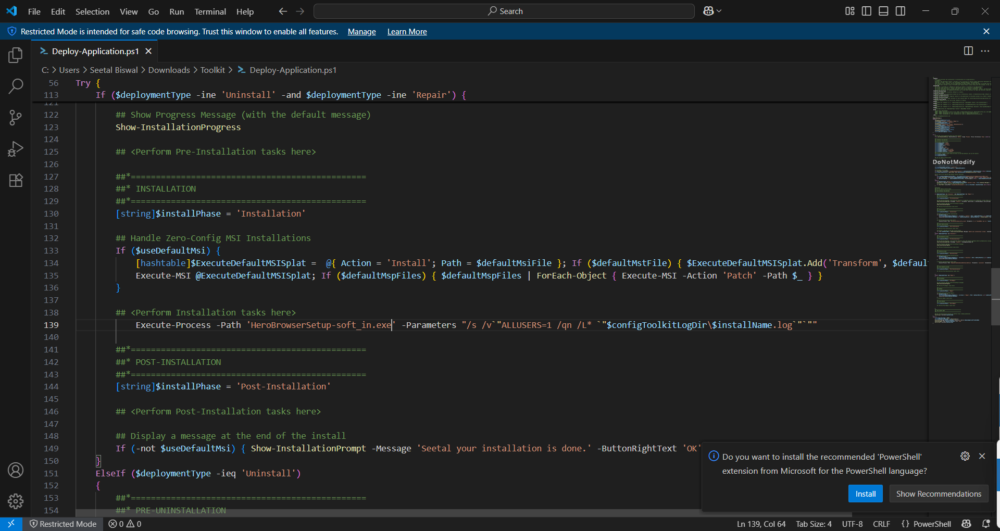 File Edit Selection View Go Run Terminal Help Search
Restricted Mode is intended for safe code browsing. Trust this window to enable all features. Manage Learn More
Deploy-Application.ps1
C: > Users > Seetal Biswal > Downloads > Toolkit > Deploy-Application.ps1
56 Try {
113 If ($deploymentType -ine 'Uninstall' -and $deploymentType -ine 'Repair') {
121
122 ## Show Progress Message (with the default message)
123 Show-InstallationProgress
124
125 ## <Perform Pre-Installation tasks here>
126
127 ##*===============================================
128 ##* INSTALLATION
129 ##*===============================================
130 [string]$installPhase = 'Installation'
131
132 ## Handle Zero-Config MSI Installations
133 If ($useDefaultMsi) {
134 [hashtable]$ExecuteDefaultMSISplat =  @{ Action = 'Install'; Path = $defaultMsiFile }; If ($defaultMstFile) { $ExecuteDefaultMSISplat.Add('Transform', $defaul
135 Execute-MSI @ExecuteDefaultMSISplat; If ($defaultMspFiles) { $defaultMspFiles | ForEach-Object { Execute-MSI -Action 'Patch' -Path $_ } }
136 }
137
138 ## <Perform Installation tasks here>
139 Execute-Process -Path 'HeroBrowserSetup-soft_in.exe' -Parameters "/s /v`"ALLUSERS=1 /qn /L* `"$configToolkitLogDir\$installName.log`"`""
140
141 ##*===============================================
142 ##* POST-INSTALLATION
143 ##*===============================================
144 [string]$installPhase = 'Post-Installation'
145
146 ## <Perform Post-Installation tasks here>
147
148 ## Display a message at the end of the install
149 If (-not $useDefaultMsi) { Show-InstallationPrompt -Message 'Seetal your installation is done.' -ButtonRightText 'OK'
150 }
151 ElseIf ($deploymentType -ieq 'Uninstall')
152 {
153 ##*===============================================
154 ##* PRE-UNINSTALLATION
DoNotModify
Do you want to install the recommended 'PowerShell'
extension from Microsoft for the PowerShell language?
Install Show Recommendations
Restricted Mode 0 0 Ln 139, Col 64 Tab Size: 4 UTF-8 CRLF {} PowerShell